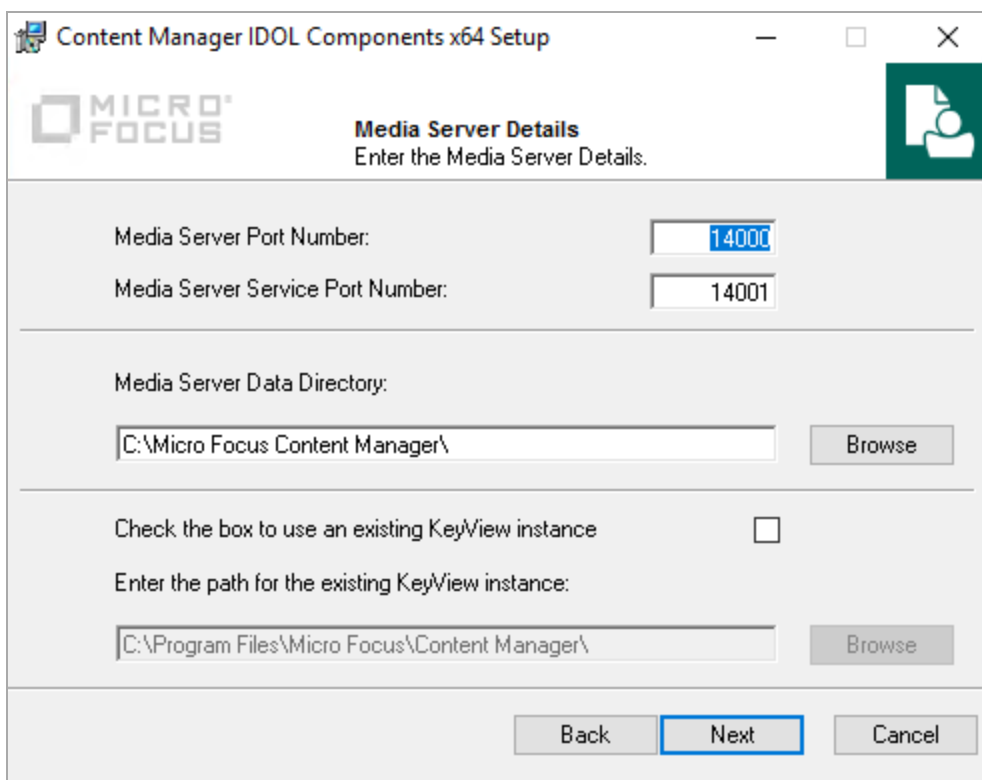 Content Manager IDOL Components x64 Setup
MICRO
FOCUS
Media Server Details
Enter the Media Server Details.
Media Server Port Number:
14000
Media Server Service Port Number:
14001
Media Server Data Directory:
C:\Micro Focus Content Manager\
Browse
Check the box to use an existing KeyView instance
Enter the path for the existing KeyView instance:
C:\Program Files\Micro Focus\Content Manager\
Browse
Back
Next
Cancel